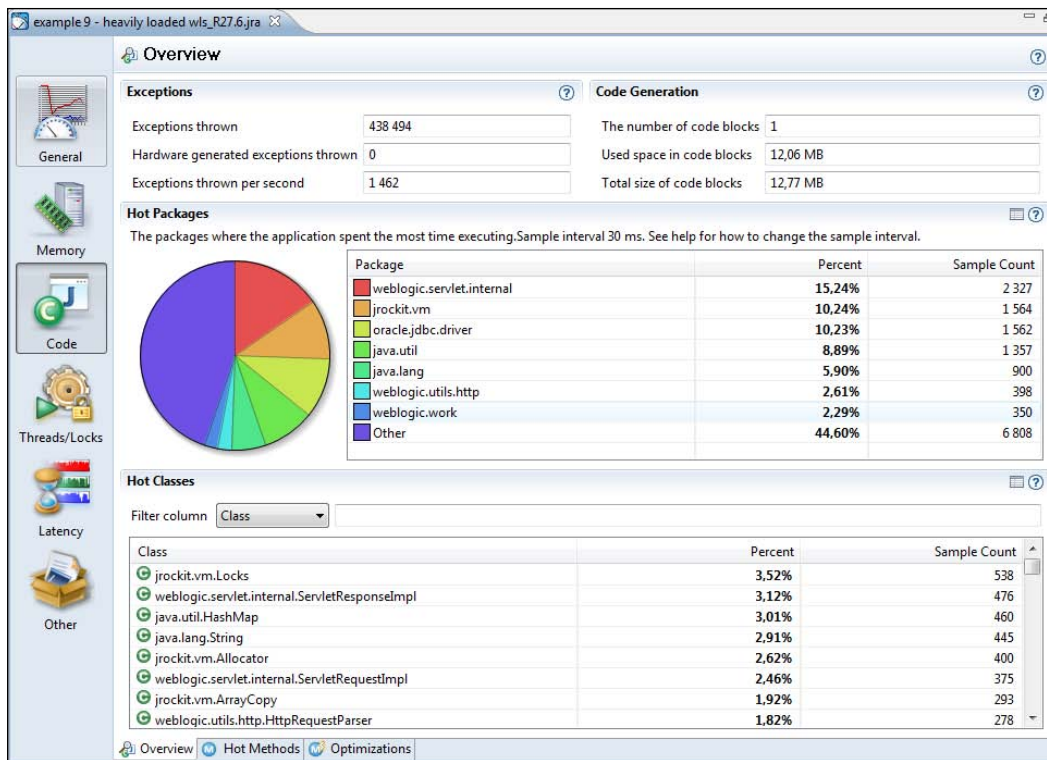 example 9 - heavily loaded wls_R27.6.jra
Overview
Exceptions
Exceptions thrown 438 494
Hardware generated exceptions thrown 0
Exceptions thrown per second 1 462
Code Generation
The number of code blocks 1
Used space in code blocks 12,06 MB
Total size of code blocks 12,77 MB
General
Memory
Code
Threads/Locks
Latency
Other
Hot Packages
The packages where the application spent the most time executing.Sample interval 30 ms. See help for how to change the sample interval.
Package Percent Sample Count
weblogic.servlet.internal 15,24% 2 327
jrockit.vm 10,24% 1 564
oracle.jdbc.driver 10,23% 1 562
java.util 8,89% 1 357
java.lang 5,90% 900
weblogic.utils.http 2,61% 398
weblogic.work 2,29% 350
Other 44,60% 6 808
Hot Classes
Filter column Class
Class Percent Sample Count
jrockit.vm.Locks 3,52% 538
weblogic.servlet.internal.ServletResponseImpl 3,12% 476
java.util.HashMap 3,01% 460
java.lang.String 2,91% 445
jrockit.vm.Allocator 2,62% 400
weblogic.servlet.internal.ServletRequestImpl 2,46% 375
jrockit.vm.ArrayCopy 1,92% 293
weblogic.utils.http.HttpRequestParser 1,82% 278
Overview Hot Methods Optimizations